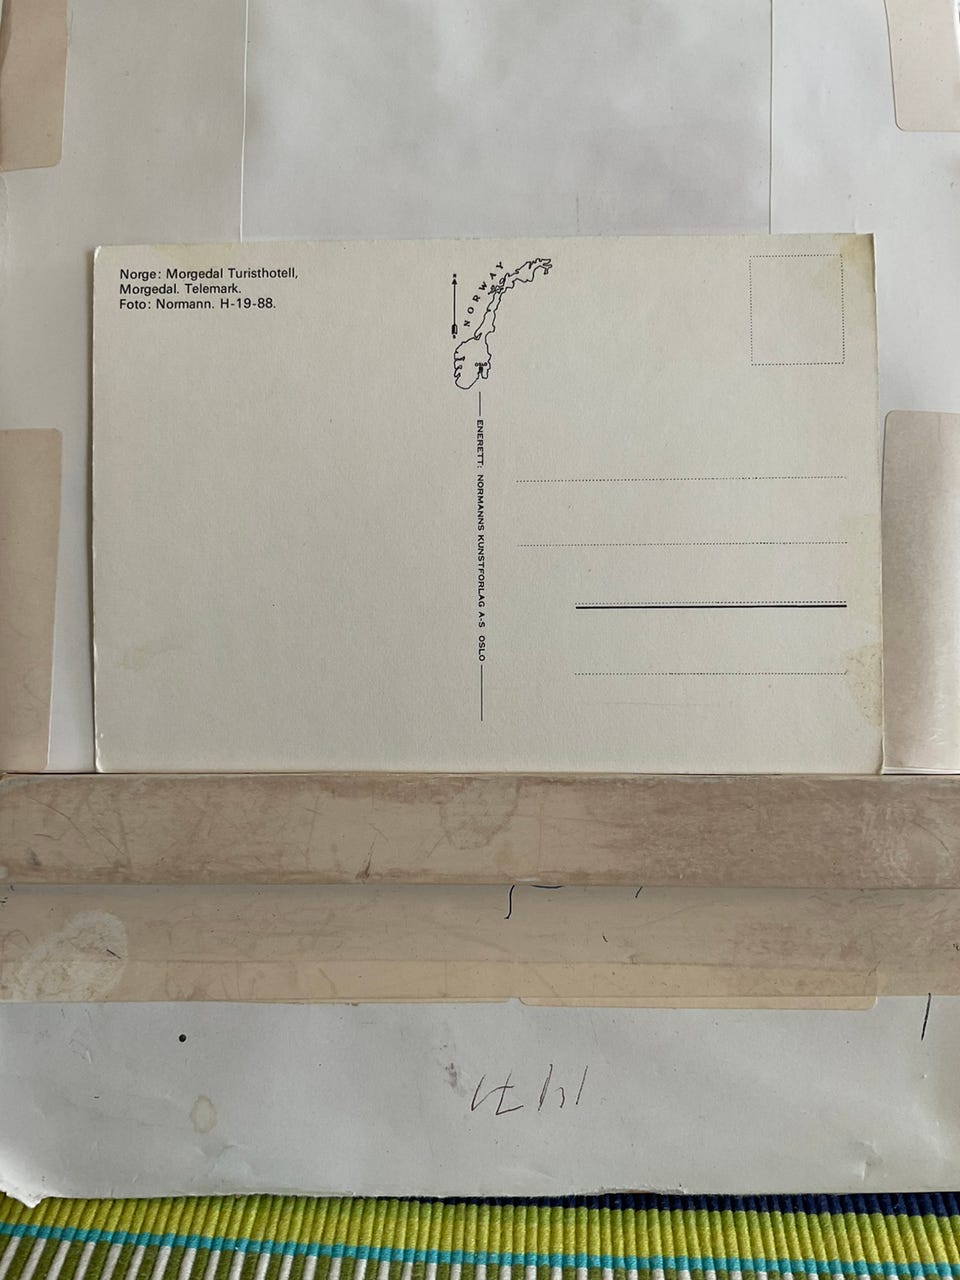 Norge: Morgedal Turisthotell,
Morgedal. Telemark.
Foto: Normann. H-19-88.
NORWAY
OSLO
ENERETT: NORMANNS KUNSTFORLAG A-S OSLO